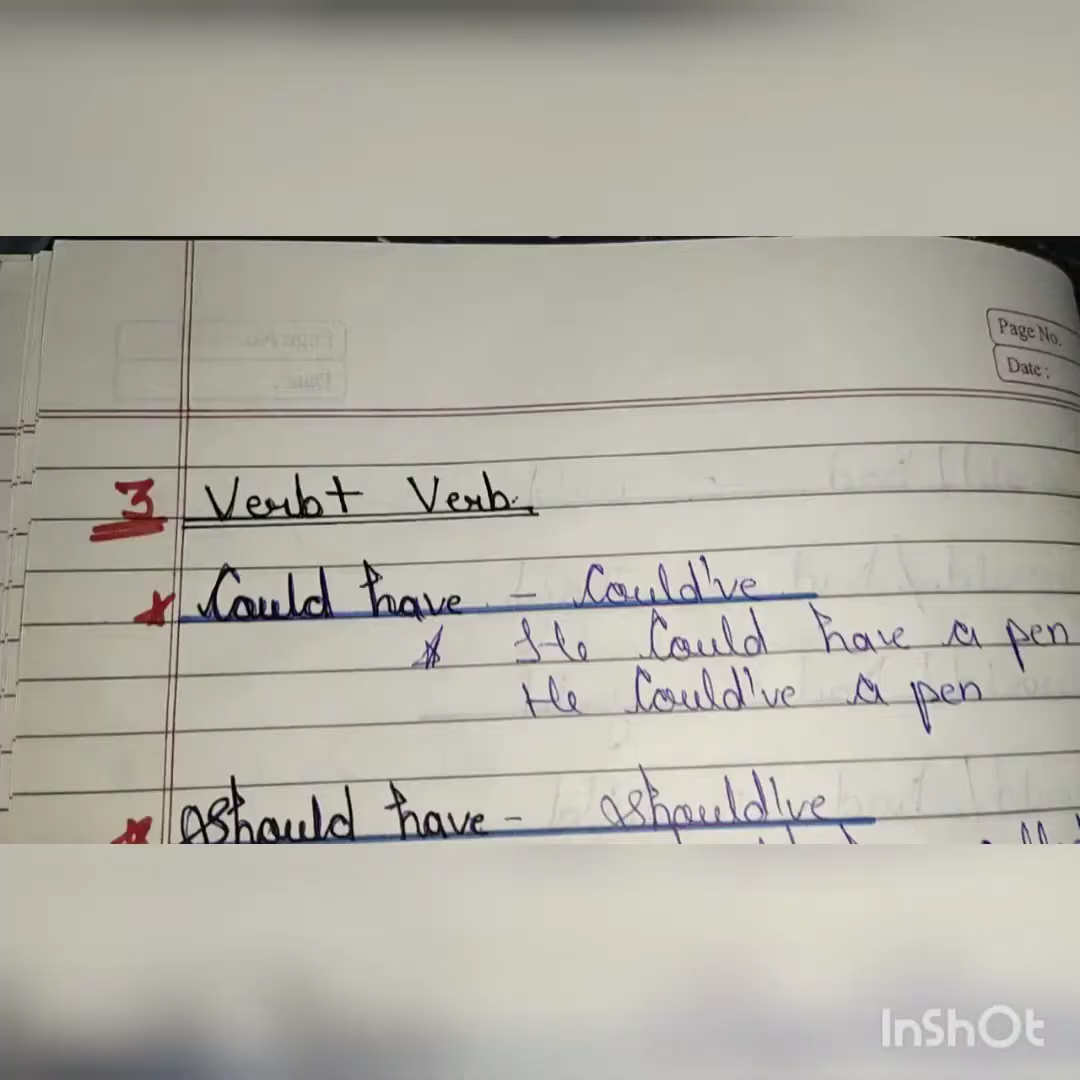 Page No.
Date :
3 Verb+ Verb.
* Could have - Could've
* He Could have a pen
He Could've a pen
* Should have - Should've
InShOt